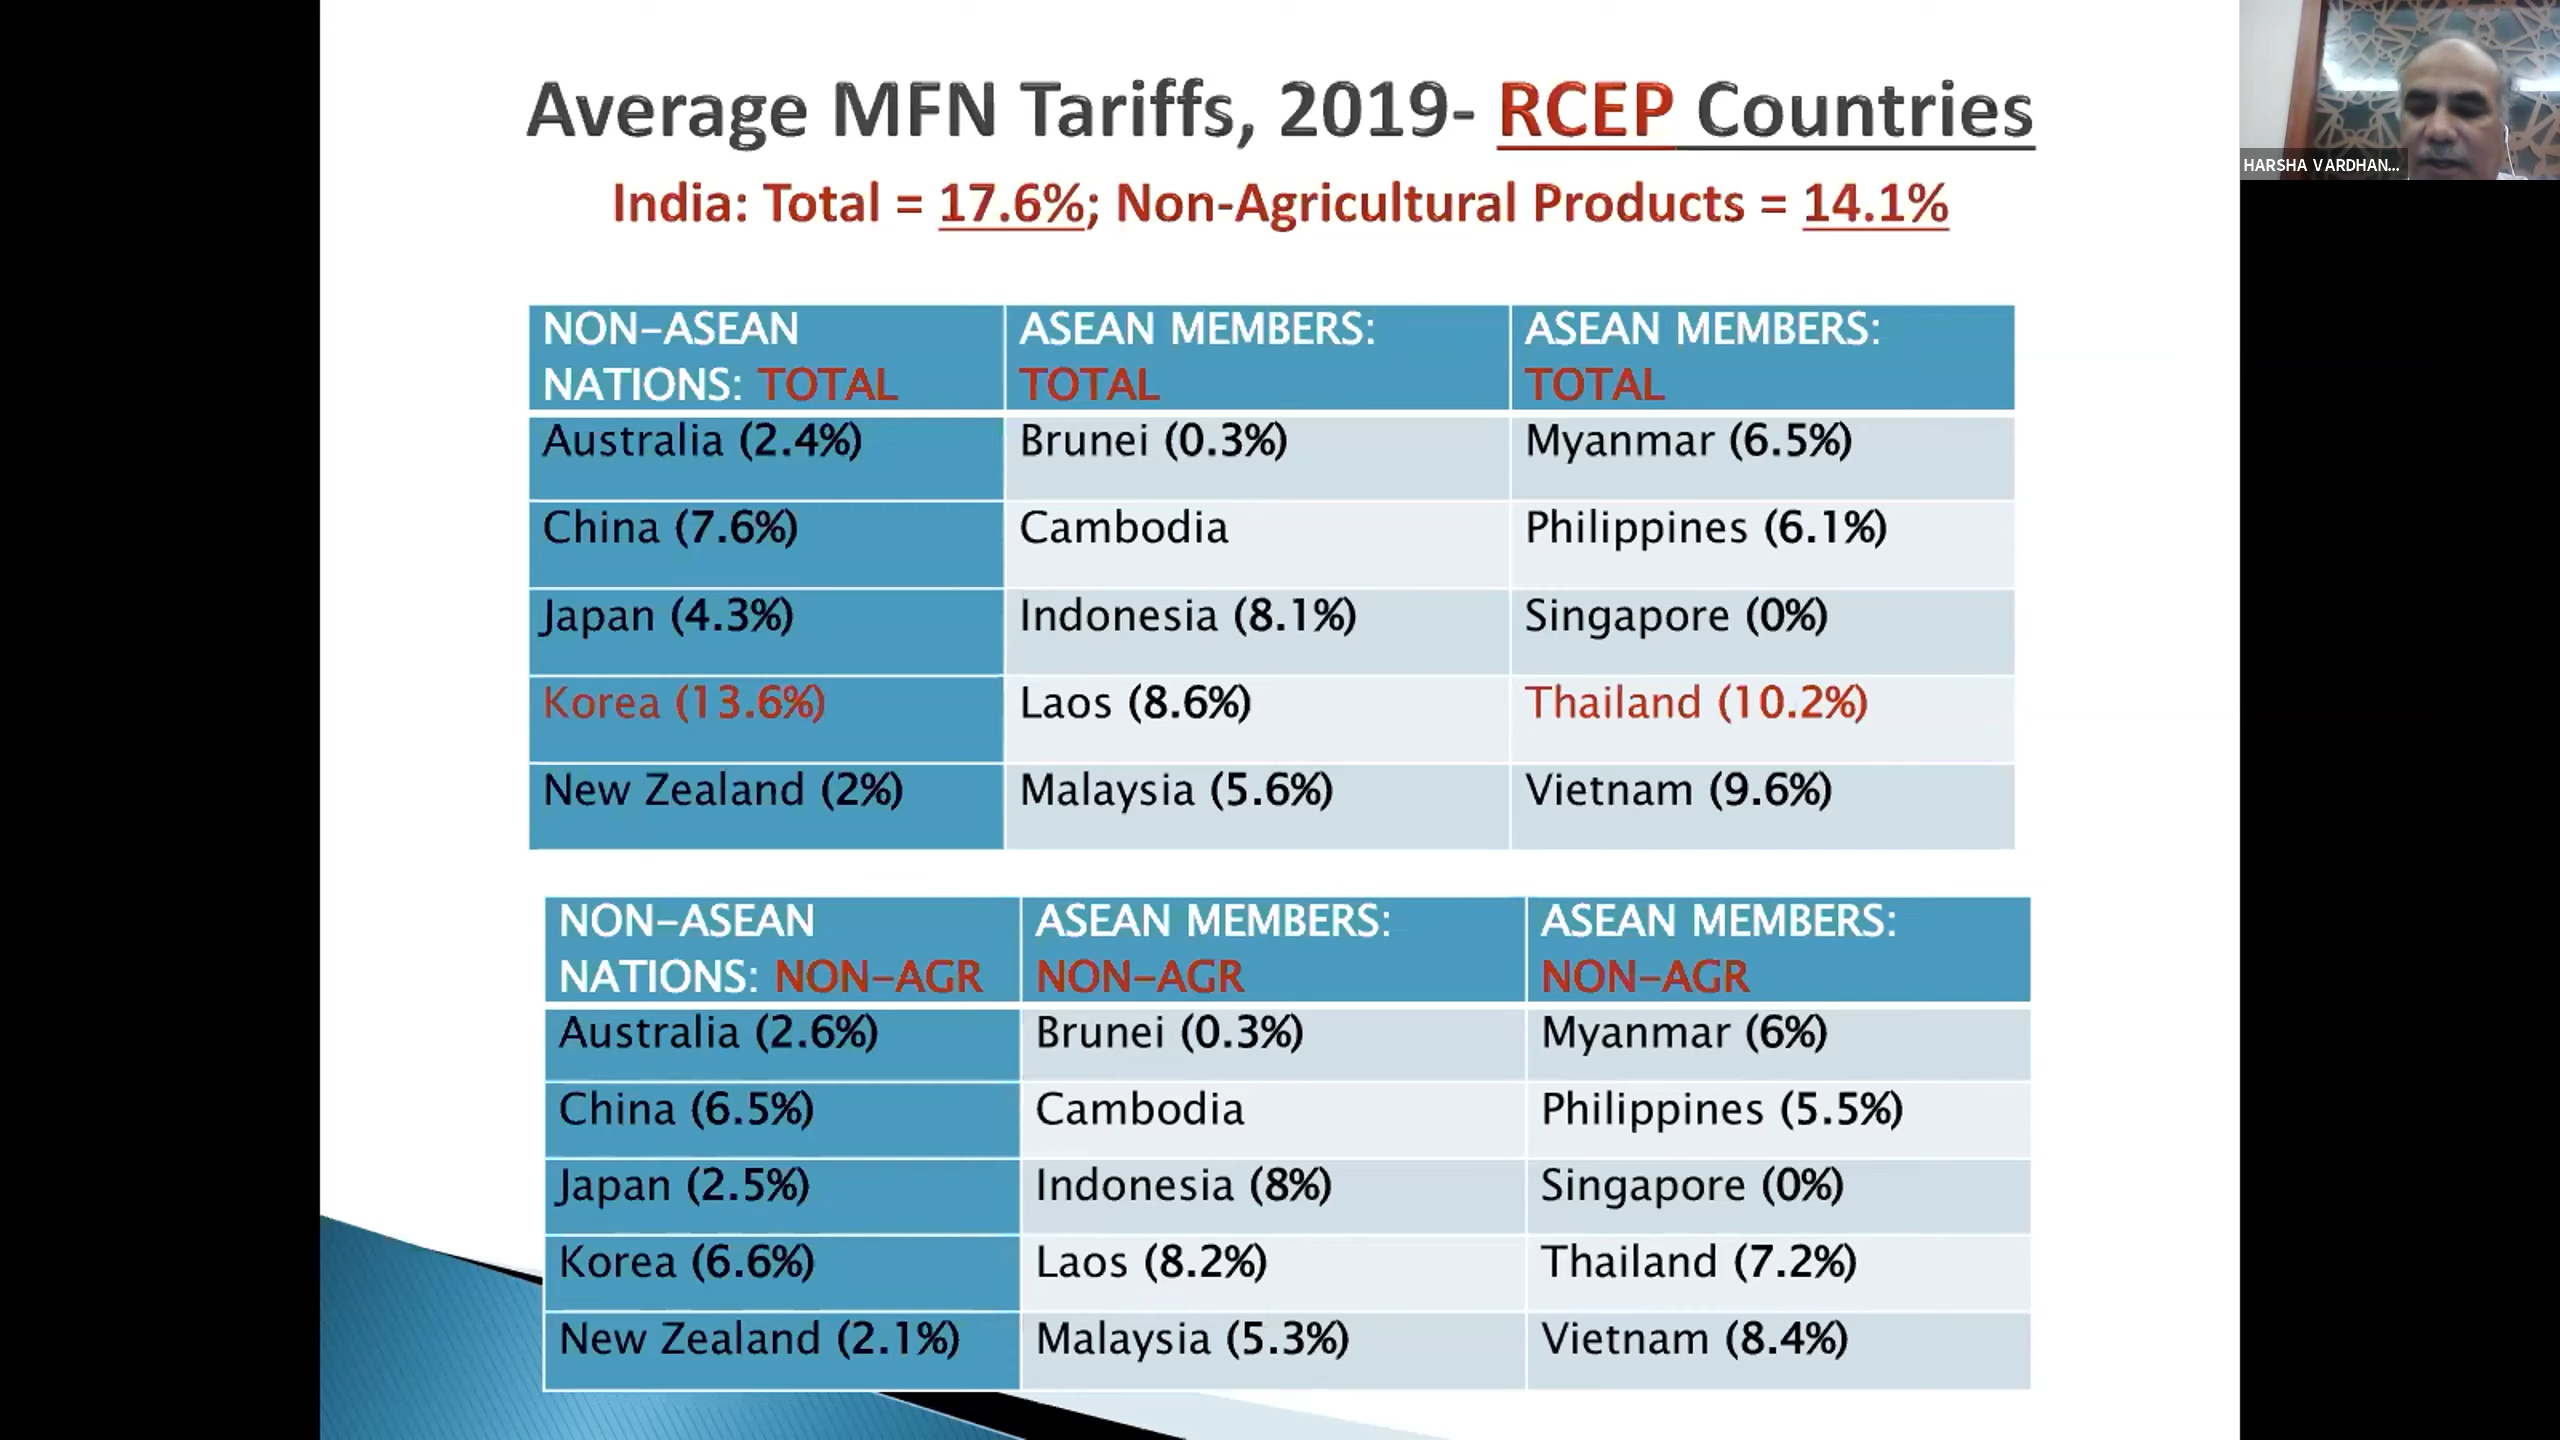 Average MFN Tariffs, 2019- RCEP Countries
India: Total = 17.6%; Non-Agricultural Products = 14.1%
HARSHA VARDHAN...
NON-ASEAN
NATIONS: TOTAL
ASEAN MEMBERS:
TOTAL
ASEAN MEMBERS:
TOTAL
Australia (2.4%)
Brunei (0.3%)
Myanmar (6.5%)
China (7.6%)
Cambodia
Philippines (6.1%)
Japan (4.3%)
Indonesia (8.1%)
Singapore (0%)
Korea (13.6%)
Laos (8.6%)
Thailand (10.2%)
New Zealand (2%)
Malaysia (5.6%)
Vietnam (9.6%)
NON-ASEAN
NATIONS: NON-AGR
ASEAN MEMBERS:
NON-AGR
ASEAN MEMBERS:
NON-AGR
Australia (2.6%)
Brunei (0.3%)
Myanmar (6%)
China (6.5%)
Cambodia
Philippines (5.5%)
Japan (2.5%)
Indonesia (8%)
Singapore (0%)
Korea (6.6%)
Laos (8.2%)
Thailand (7.2%)
New Zealand (2.1%)
Malaysia (5.3%)
Vietnam (8.4%)